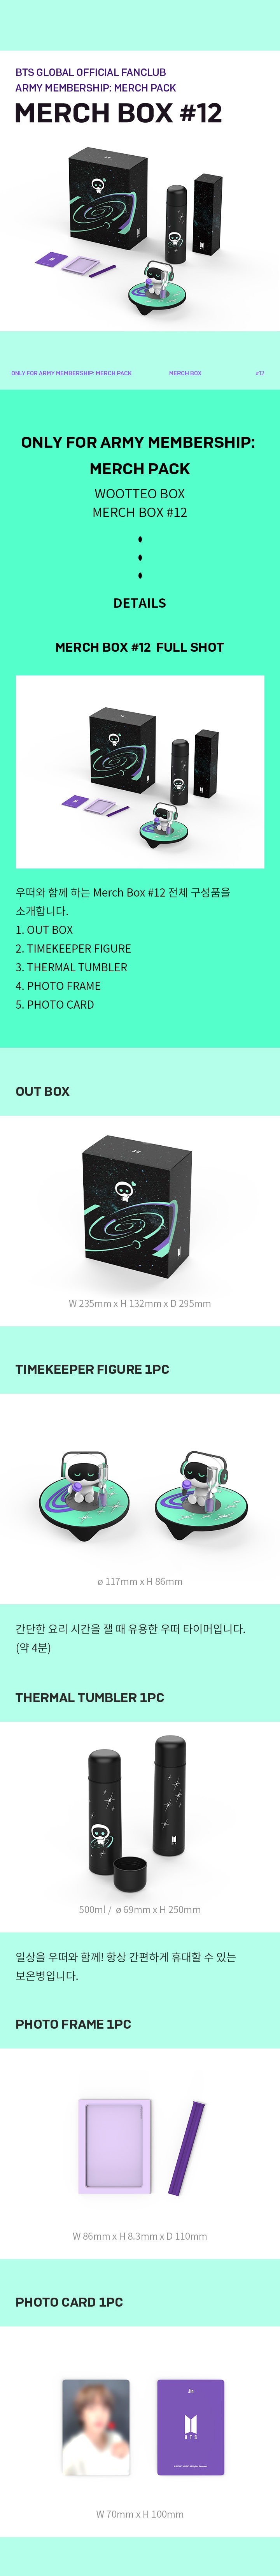 BTS GLOBAL OFFICIAL FANCLUB
ARMY MEMBERSHIP: MERCH PACK
MERCH BOX #12
ONLY FOR ARMY MEMBERSHIP: MERCH PACK
MERCH BOX
#12
ONLY FOR ARMY MEMBERSHIP:
MERCH PACK
WOOTTEO BOX
MERCH BOX #12
DETAILS
MERCH BOX #12 FULL SHOT
우떠와 함께 하는 Merch Box #12 전체 구성품을
소개합니다.
1. OUT BOX
2. TIMEKEEPER FIGURE
3. THERMAL TUMBLER
4. PHOTO FRAME
5. PHOTO CARD
OUT BOX
W 235mm x H 132mm x D 295mm
TIMEKEEPER FIGURE 1PC
ø 117mm x H 86mm
간단한 요리 시간을 잴 때 유용한 우떠 타이머입니다.
(약 4분)
THERMAL TUMBLER 1PC
500ml / ø 69mm x H 250mm
일상을 우떠와 함께! 항상 간편하게 휴대할 수 있는
보온병입니다.
PHOTO FRAME 1PC
W 86mm x H 8.3mm x D 110mm
PHOTO CARD 1PC
Jin
BTS
W 70mm x H 100mm